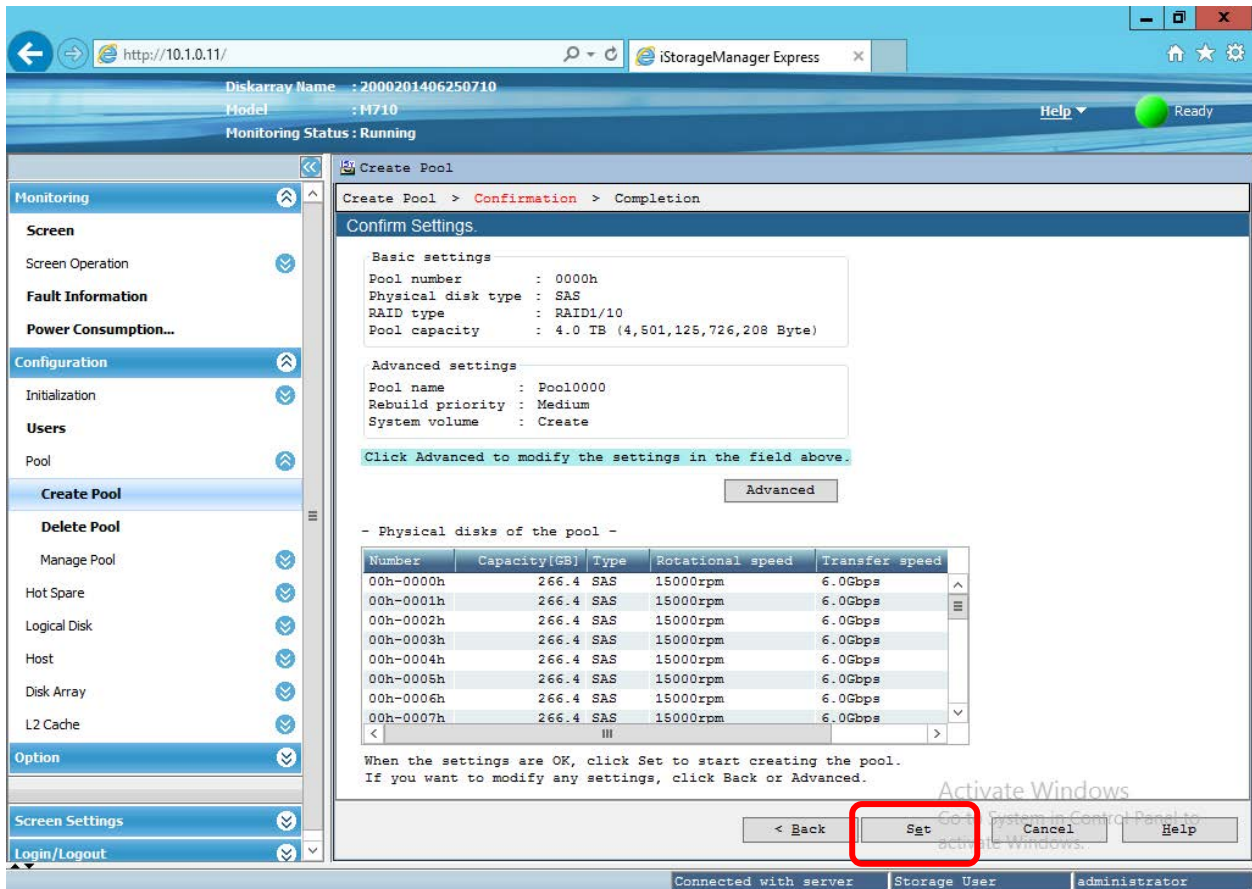 http://10.1.0.11/
iStorageManager Express
Diskarray Name : 2000201406250710
Model : M710
Monitoring Status : Running
Help
Ready
Create Pool
Monitoring
Create Pool > Confirmation > Completion
Screen
Confirm Settings.
Screen Operation
Fault Information
Power Consumption...
Configuration
Initialization
Users
Pool
Create Pool
Delete Pool
Manage Pool
Hot Spare
Logical Disk
Host
Disk Array
L2 Cache
Option
Screen Settings
Login/Logout
Basic settings
Pool number : 0000h
Physical disk type : SAS
RAID type : RAID1/10
Pool capacity : 4.0 TB (4,501,125,726,208 Byte)
Advanced settings
Pool name : Pool0000
Rebuild priority : Medium
System volume : Create
Click Advanced to modify the settings in the field above.
Advanced
- Physical disks of the pool -
Number Capacity[GB] Type Rotational speed Transfer speed
00h-0000h 266.4 SAS 15000rpm 6.0Gbps
00h-0001h 266.4 SAS 15000rpm 6.0Gbps
00h-0002h 266.4 SAS 15000rpm 6.0Gbps
00h-0003h 266.4 SAS 15000rpm 6.0Gbps
00h-0004h 266.4 SAS 15000rpm 6.0Gbps
00h-0005h 266.4 SAS 15000rpm 6.0Gbps
00h-0006h 266.4 SAS 15000rpm 6.0Gbps
00h-0007h 266.4 SAS 15000rpm 6.0Gbps
When the settings are OK, click Set to start creating the pool.
If you want to modify any settings, click Back or Advanced.
Activate Windows
Go to System in Control Panel to
activate Windows.
< Back
Set
Cancel
Help
Connected with server
Storage User
administrator